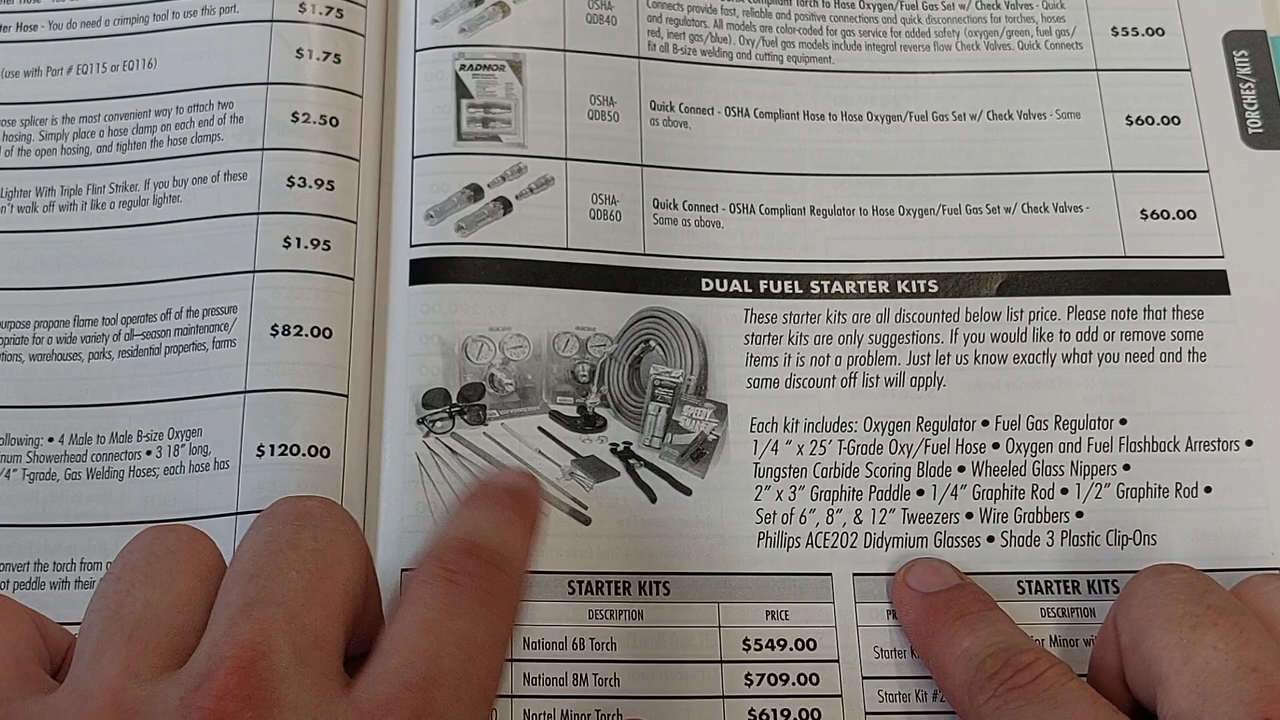 ter Hose - You do need a crimping tool to use this part.
$1.75
(use with Part # EQ115 or EQ116)
$1.75
ose splicer is the most convenient way to attach two
hosing. Simply place a hose clamp on each end of the
of the open hosing, and tighten the hose clamps.
$2.50
Lighter With Triple Flint Striker. If you buy one of these
n't walk off with it like a regular lighter.
$3.95
$1.95
urpose propane flame tool operates off of the pressure
opriate for a wide variety of all–season maintenance/
tions, warehouses, parks, residential properties, farms
$82.00
ollowing: • 4 Male to Male B-size Oxygen
num Showerhead connectors • 3 18" long,
/4" T-grade, Gas Welding Hoses; each hose has
$120.00
onvert the torch from
ot peddle with their
OSHA-
QDB40
Compliant Torch to Hose Oxygen/Fuel Gas Set w/ Check Valves - Quick
Connects provide fast, reliable and positive connections and quick disconnections for torches, hoses
and regulators. All models are color-coded for gas service for added safety (oxygen/green, fuel gas/
red, inert gas/blue). Oxy/fuel gas models include integral reverse flow Check Valves. Quick Connects
fit all B-size welding and cutting equipment.
$55.00
RADNOR
OSHA-
QDB50
Quick Connect - OSHA Compliant Hose to Hose Oxygen/Fuel Gas Set w/ Check Valves - Same
as above.
$60.00
OSHA-
QDB60
Quick Connect - OSHA Compliant Regulator to Hose Oxygen/Fuel Gas Set w/ Check Valves -
Same as above.
$60.00
TORCHES/KITS
DUAL FUEL STARTER KITS
These starter kits are all discounted below list price. Please note that these
starter kits are only suggestions. If you would like to add or remove some
items it is not a problem. Just let us know exactly what you need and the
same discount off list will apply.
Each kit includes: Oxygen Regulator • Fuel Gas Regulator •
1/4 " x 25' T-Grade Oxy/Fuel Hose • Oxygen and Fuel Flashback Arrestors •
Tungsten Carbide Scoring Blade • Wheeled Glass Nippers •
2" x 3" Graphite Paddle • 1/4" Graphite Rod • 1/2" Graphite Rod •
Set of 6", 8", & 12" Tweezers • Wire Grabbers •
Phillips ACE202 Didymium Glasses • Shade 3 Plastic Clip-Ons
STARTER KITS
DESCRIPTION PRICE
National 6B Torch $549.00
National 8M Torch $709.00
Nortel Minor Torch $619.00
STARTER KITS
DESCRIPTION
Starter K
or Minor wi
Starter Kit #2